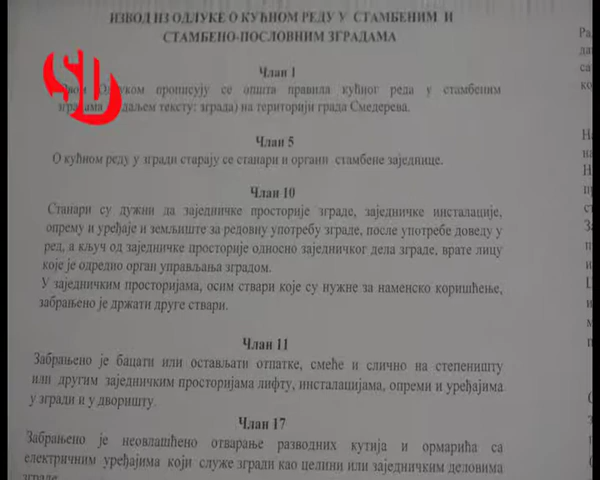 ИЗВОД ИЗ ОДЛУКЕ О КУЋНОМ РЕДУ У СТАМБЕНИМ И
СТАМБЕНО-ПОСЛОВНИМ ЗГРАДАМА
Члан 1
Одлуком прописују се општа правила кућног реда у стамбеним
зградама даљем тексту: зграда) на територији града Смедерева.
Члан 5
О кућном реду у згради старају се станари и органи стамбене заједнице.
Члан 10
Станари су дужни да заједничке просторије зграде, заједничке инсталације,
опрему и уређаје и земљиште за редовну употребу зграде, после употребе доведу у
ред, а кључ од заједничке просторије односно заједничког дела зграде, врате лицу
које је одредио орган управљања зградом.
У заједничким просторијама, осим ствари које су нужне за наменско коришћење,
забрањено је држати друге ствари.
Члан 11
Забрањено је бацати или остављати отпатке, смеће и слично на степеништу
или другим заједничким просторијама лифту, инсталацијама, опреми и уређајима
у згради и у дворишту.
Члан 17
Забрањено је неовлашћено отварање разводних кутија и ормарића са
електричним уређајима који служе згради као целини или заједничким деловима
зграде.